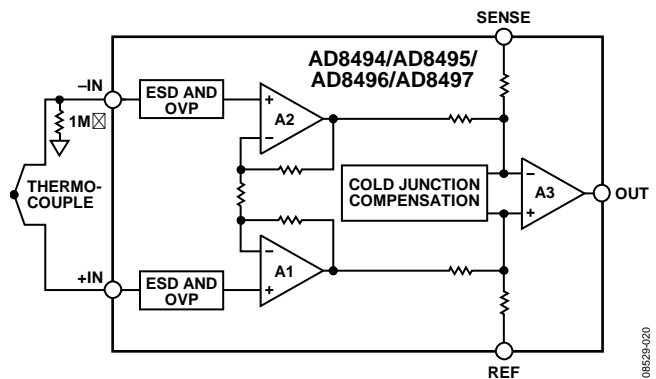 SENSE
AD8494/AD8495/
AD8496/AD8497
–IN
ESD AND
OVP
+
A2
–
1M☒
THERMO-
COUPLE
COLD JUNCTION
COMPENSATION
–
A3
+
OUT
–
A1
+
+IN
ESD AND
OVP
REF
08529-020